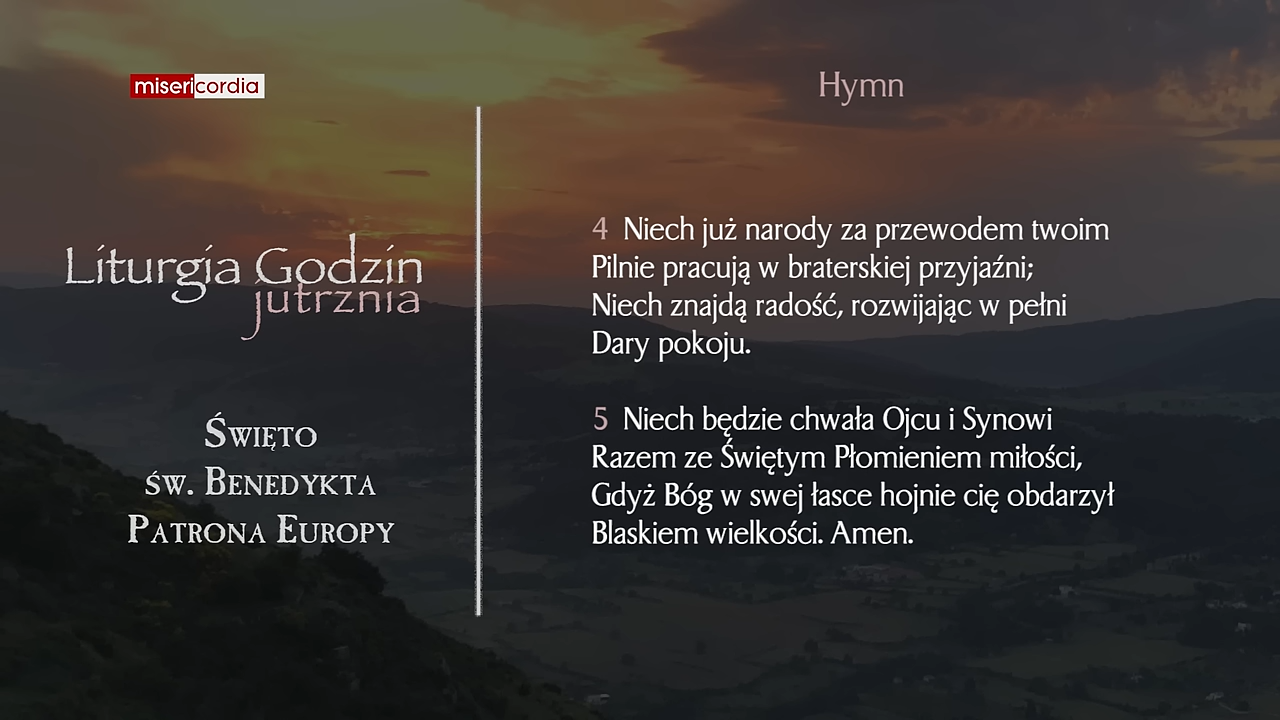 misericordia
Liturgia Godzin
jutrznia
Święto
św. Benedykta
Patrona Europy
Hymn
4 Niech już narody za przewodem twoim
Pilnie pracują w braterskiej przyjaźni;
Niech znajdą radość, rozwijając w pełni
Dary pokoju.
5 Niech będzie chwała Ojcu i Synowi
Razem ze Świętym Płomieniem miłości,
Gdyż Bóg w swej łasce hojnie cię obdarzył
Blaskiem wielkości. Amen.